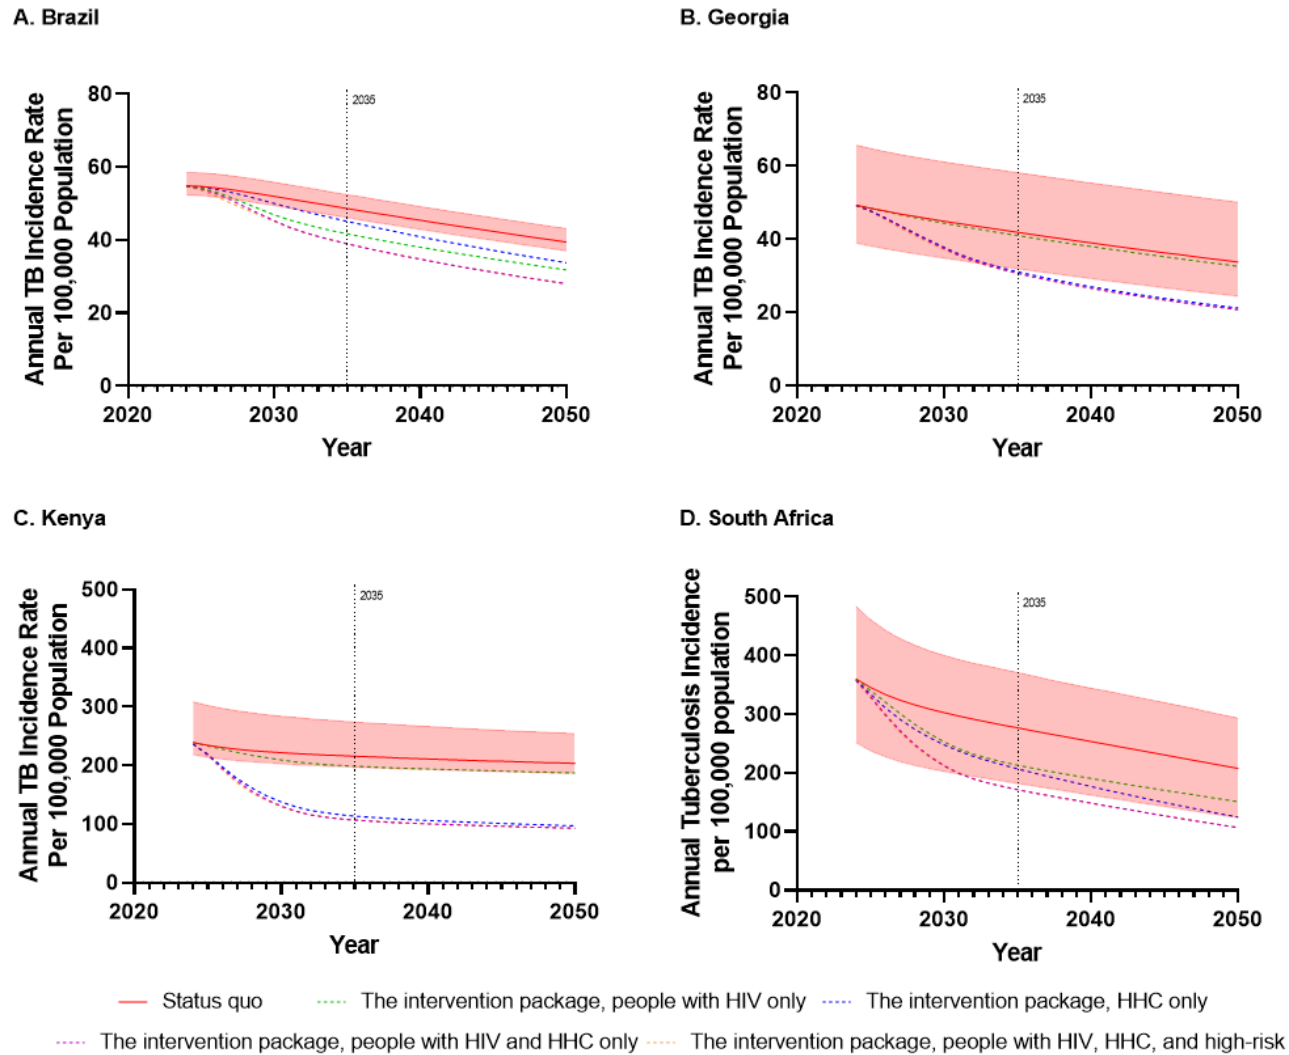 A. Brazil
B. Georgia
Annual TB Incidence Rate
Per 100,000 Population
80
60
40
20
0
2035
2020
2030
2040
2050
Year
Annual TB Incidence Rate
Per 100,000 Population
80
60
40
20
0
2035
2020
2030
2040
2050
Year
C. Kenya
D. South Africa
Annual TB Incidence Rate
Per 100,000 Population
500
400
300
200
100
0
2035
2020
2030
2040
2050
Year
Annual Tuberculosis Incidence
per 100,000 population
500
400
300
200
100
0
2035
2020
2030
2040
2050
Year
Status quo
The intervention package, people with HIV only
The intervention package, HHC only
The intervention package, people with HIV and HHC only
The intervention package, people with HIV, HHC, and high-risk